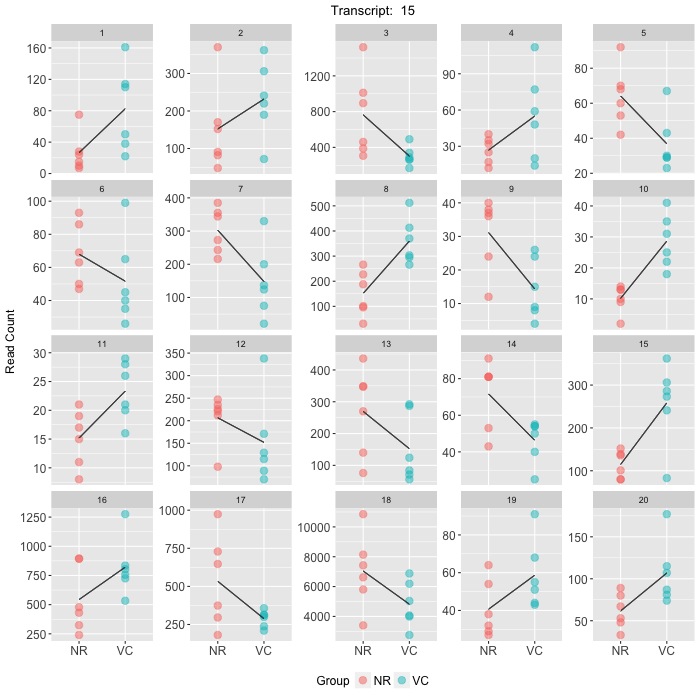 Transcript:  15
1 2 3 4 5
160 120 80 40 0
300 200 100
1200 800 400
90 60 30
80 60 40 20
6 7 8 9 10
100 80 60 40
400 300 200 100
500 400 300 200 100
40 30 20 10
40 30 20 10
Read Count
11 12 13 14 15
30 25 20 15 10
350 300 250 200 150 100
400 300 200 100
80 60 40
300 200 100
16 17 18 19 20
1250 1000 750 500 250
1000 750 500 250
10000 8000 6000 4000
80 60 40
150 100 50
NR VC NR VC NR VC NR VC NR VC
Group NR VC